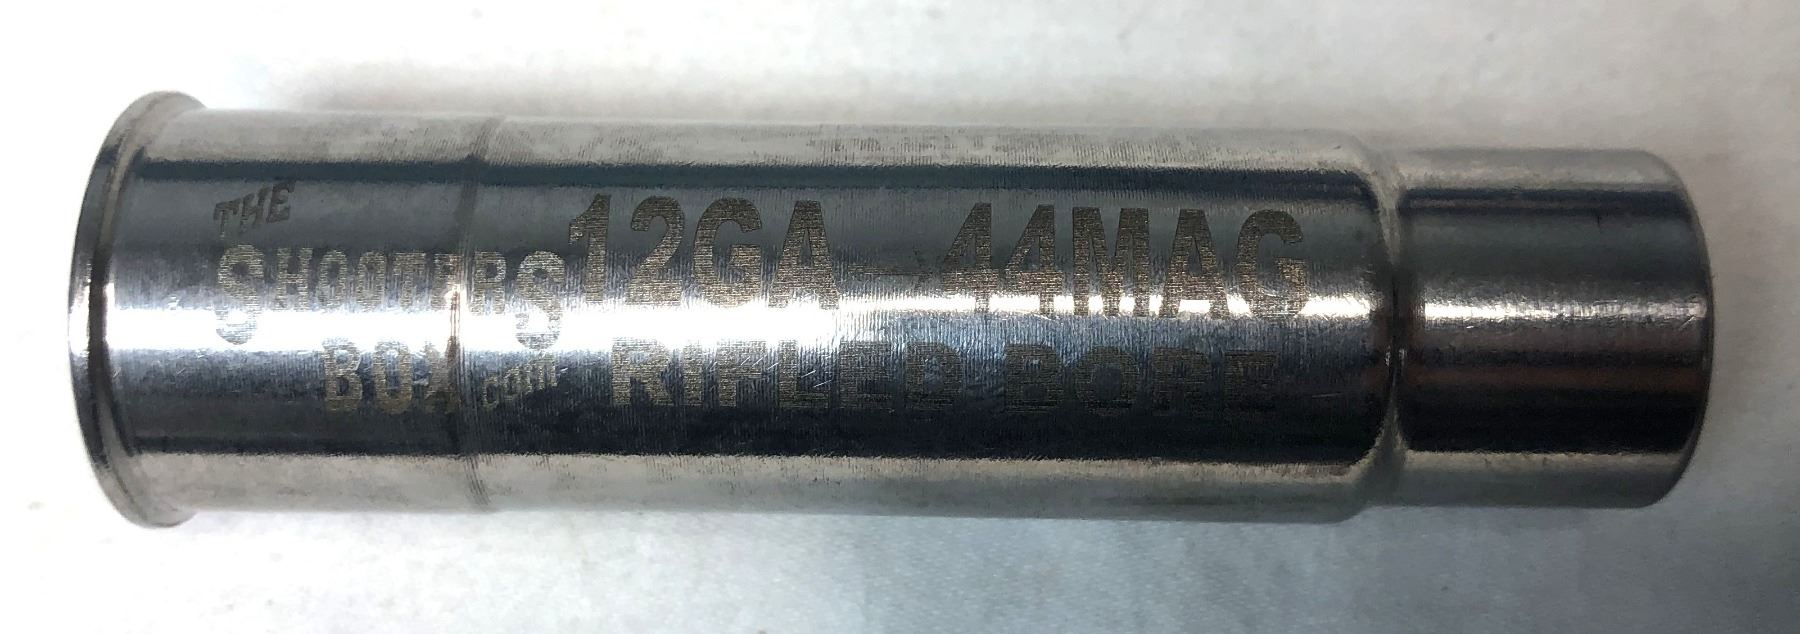 THE
SHOOTERS
BOX.COM
12GA→44MAG
RIFLED BORE